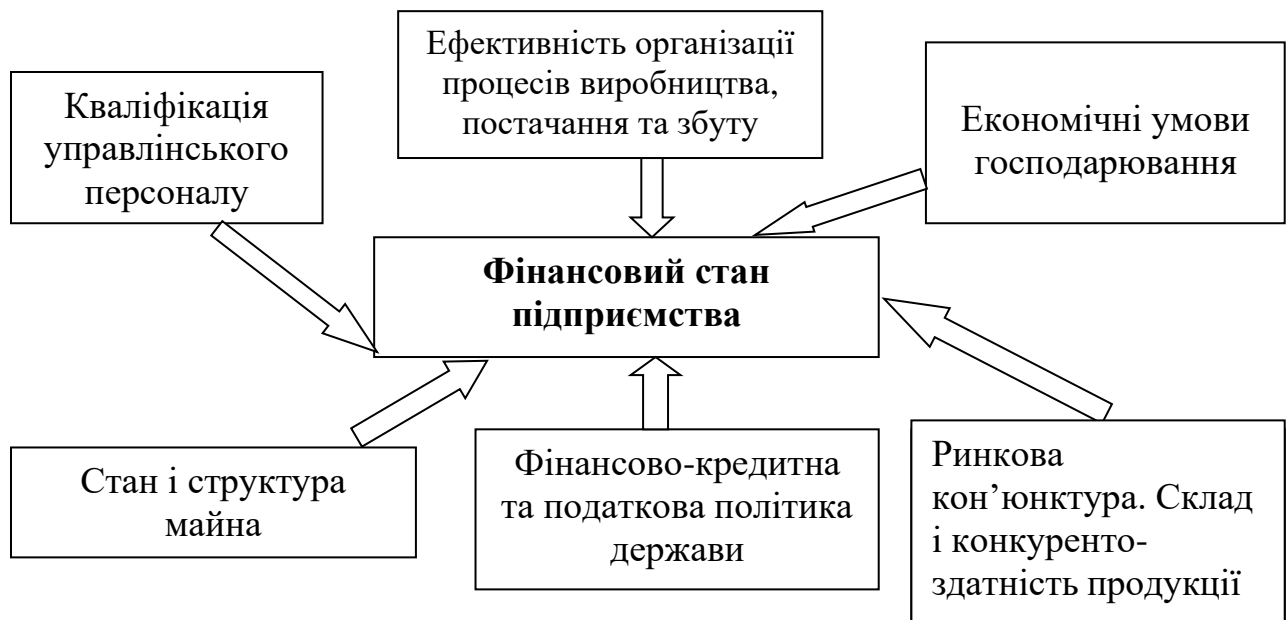 Ефективність організації
процесів виробництва,
постачання та збуту
Кваліфікація
управлінського
персоналу
Економічні умови
господарювання
Фінансовий стан
підприємства
Стан і структура
майна
Фінансово-кредитна
та податкова політика
держави
Ринкова
кон’юнктура. Склад
і конкуренто-
здатність продукції